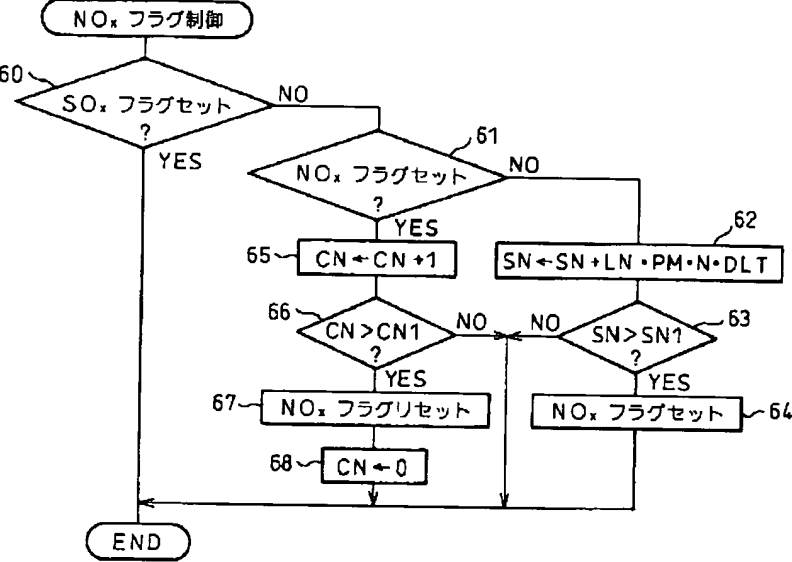 NOx フラグ制御
60
SOx フラグセット
?
NO
YES
61
NOx フラグセット
?
NO
YES
62
65
CN←CN+1
SN←SN+LN・PM・N・DLT
66
CN>CN1
?
NO
YES
NO
SN>SN1
?
63
YES
67
NOx フラグリセット
NOx フラグセット
64
68
CN←0
END